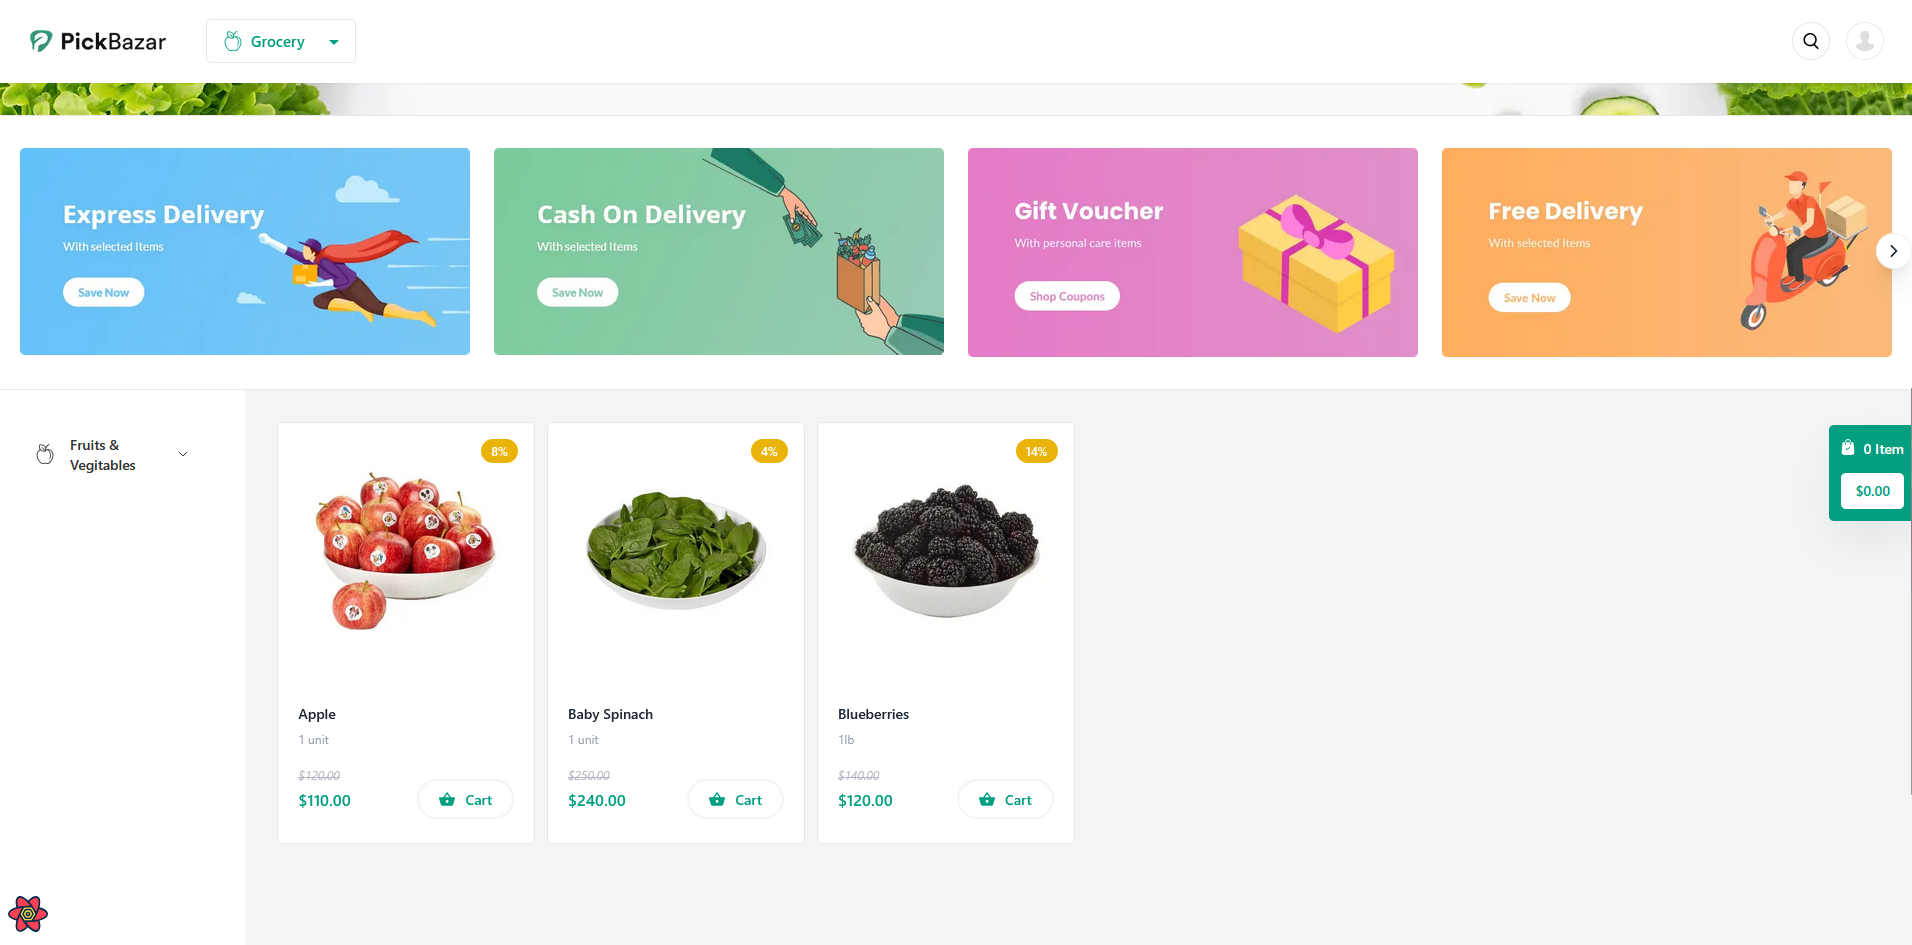 PickBazar
Grocery
Express Delivery
With selected Items
Save Now
Cash On Delivery
With selected Items
Save Now
Gift Voucher
With personal care items
Shop Coupons
Free Delivery
With selected Items
Save Now
Fruits &
Vegitables
8%
Apple
1 unit
$120.00
$110.00
Cart
4%
Baby Spinach
1 unit
$250.00
$240.00
Cart
14%
Blueberries
1lb
$140.00
$120.00
Cart
0 Item
$0.00